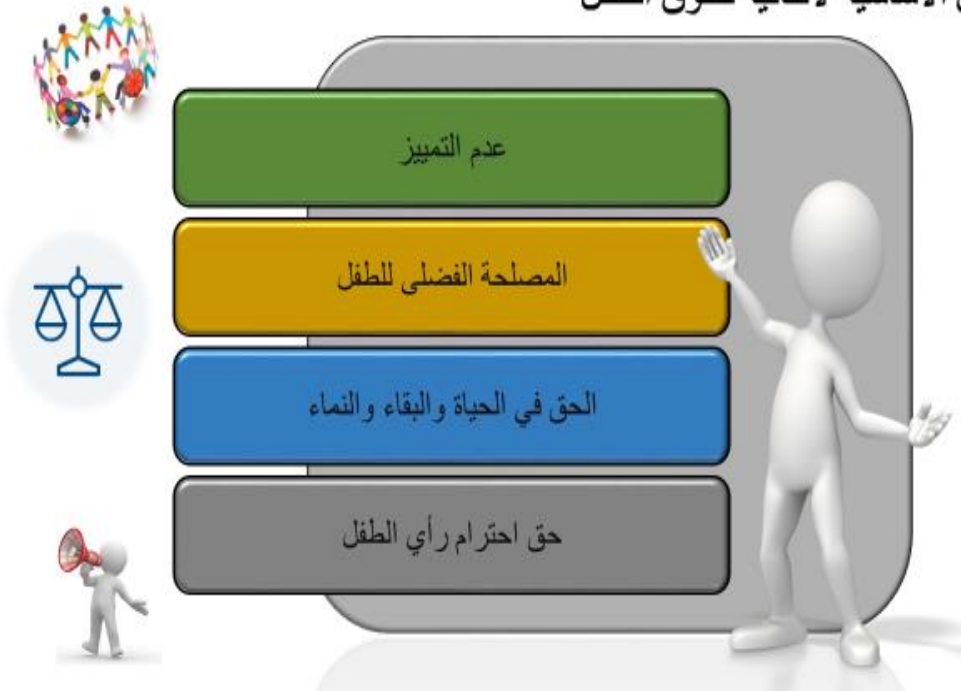 عدم التمييز
المصلحة الفضلى للطفل
الحق في الحياة والبقاء والنماء
حق احترام رأي الطفل